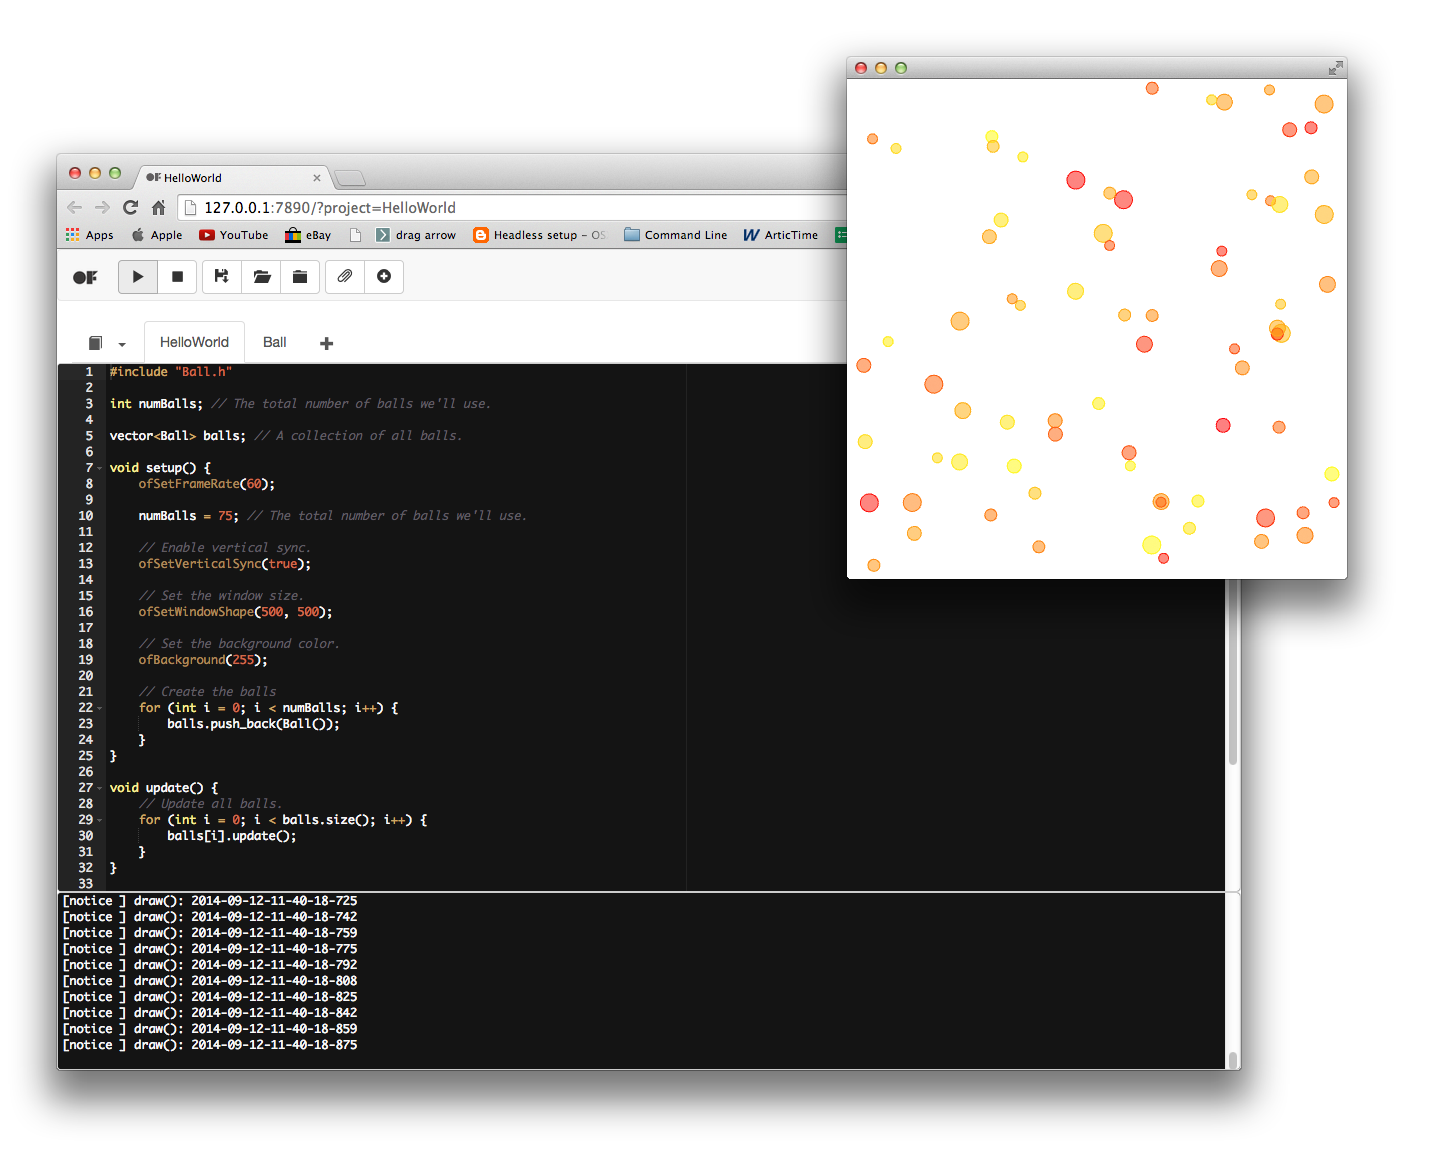 OF HelloWorld
127.0.0.1:7890/?project=HelloWorld
Apps Apple YouTube eBay drag arrow Headless setup – OS Command Line W ArticTime
OF
HelloWorld Ball
1 #include "Ball.h"
2
3 int numBalls; // The total number of balls we'll use.
4
5 vector<Ball> balls; // A collection of all balls.
6
7 void setup() {
8 ofSetFrameRate(60);
9
10 numBalls = 75; // The total number of balls we'll use.
11
12 // Enable vertical sync.
13 ofSetVerticalSync(true);
14
15 // Set the window size.
16 ofSetWindowShape(500, 500);
17
18 // Set the background color.
19 ofBackground(255);
20
21 // Create the balls
22 for (int i = 0; i < numBalls; i++) {
23 balls.push_back(Ball());
24 }
25 }
26
27 void update() {
28 // Update all balls.
29 for (int i = 0; i < balls.size(); i++) {
30 balls[i].update();
31 }
32 }
33
[notice ] draw(): 2014-09-12-11-40-18-725
[notice ] draw(): 2014-09-12-11-40-18-742
[notice ] draw(): 2014-09-12-11-40-18-759
[notice ] draw(): 2014-09-12-11-40-18-775
[notice ] draw(): 2014-09-12-11-40-18-792
[notice ] draw(): 2014-09-12-11-40-18-808
[notice ] draw(): 2014-09-12-11-40-18-825
[notice ] draw(): 2014-09-12-11-40-18-842
[notice ] draw(): 2014-09-12-11-40-18-859
[notice ] draw(): 2014-09-12-11-40-18-875